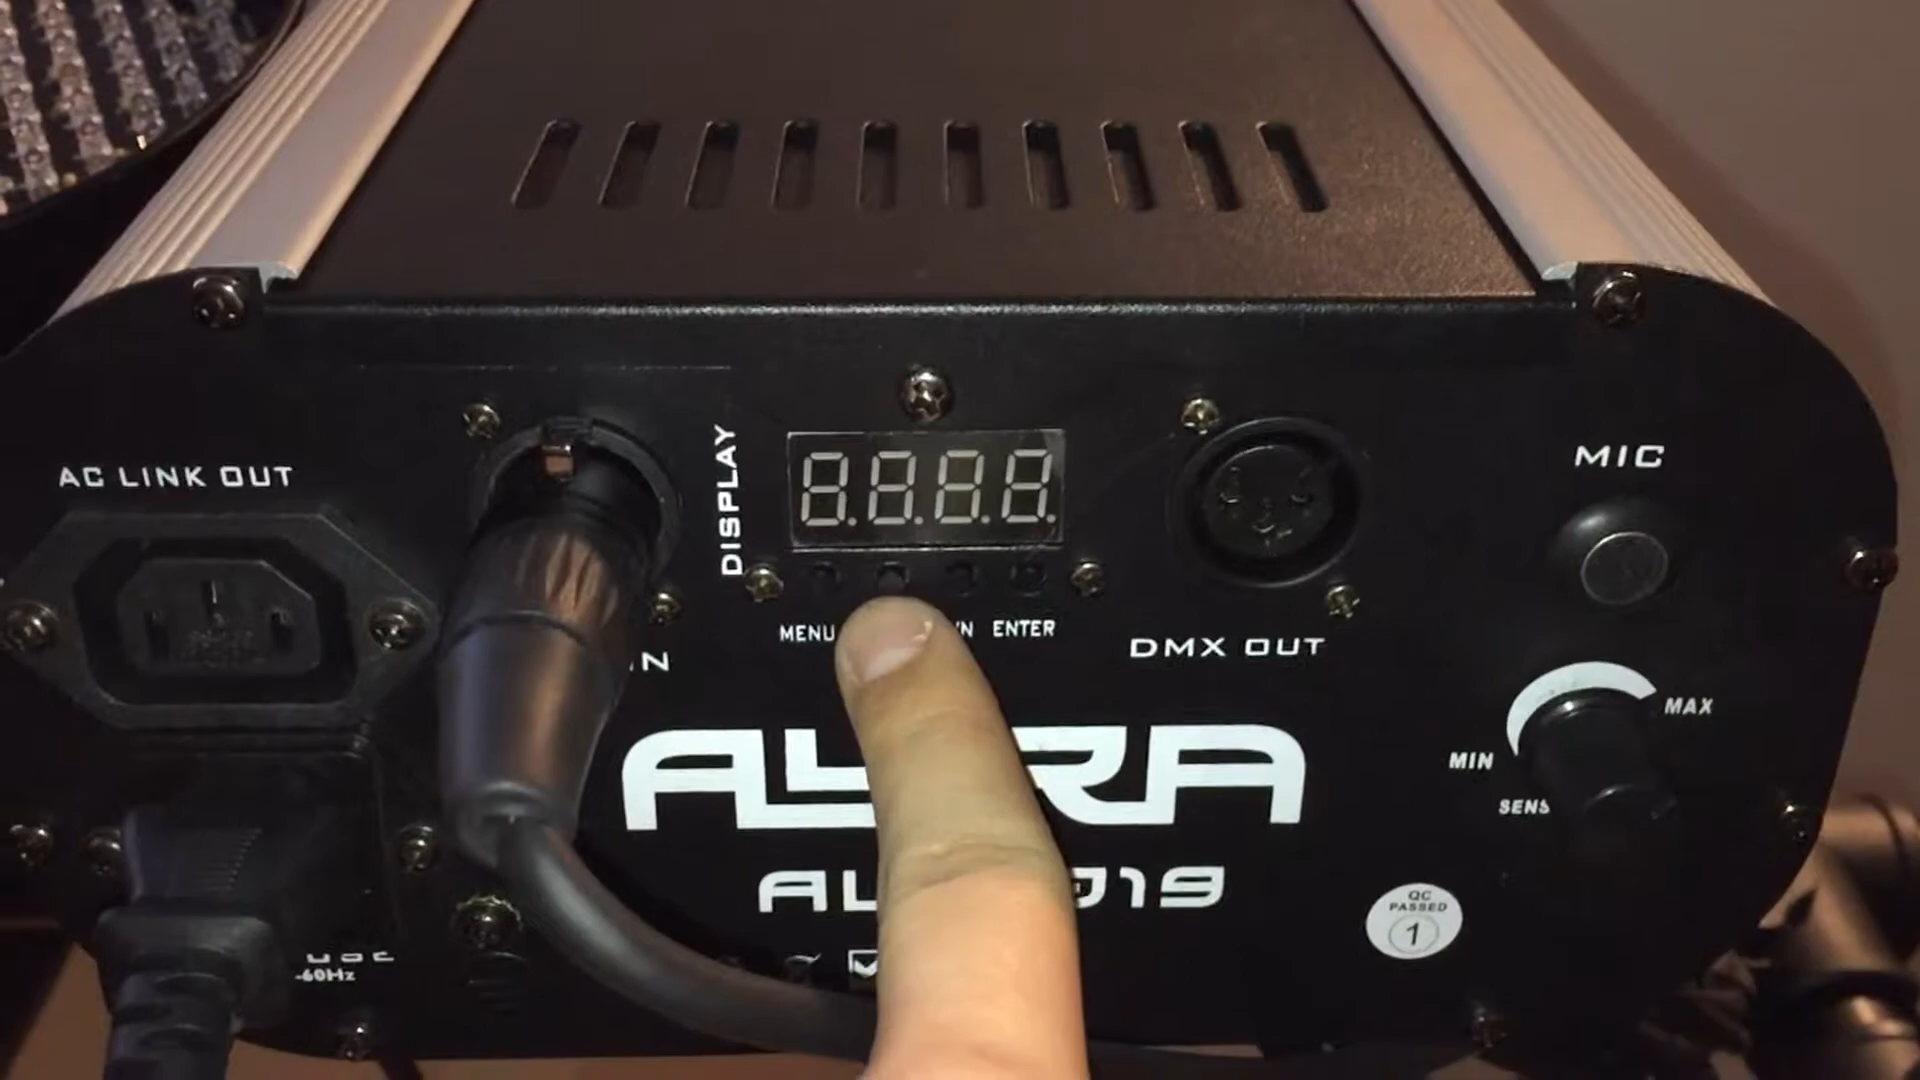 AC LINK OUT
DISPLAY
8.8.8.8.
MIC
MENU
ENTER
DMX OUT
MAX
MIN
SENS
AYRA
QC
PASSED
1
-60Hz